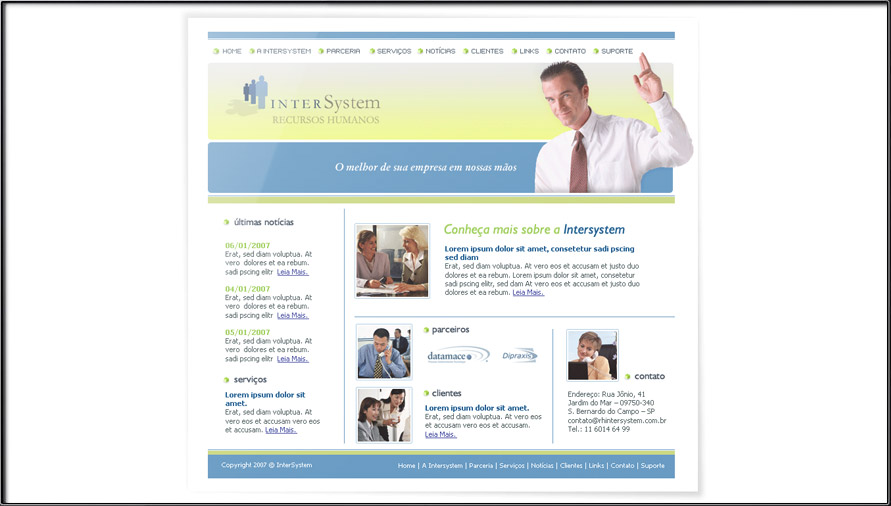 HOME A INTERSYSTEM PARCERIA SERVIÇOS NOTÍCIAS CLIENTES LINKS CONTATO SUPORTE
INTERSystem
RECURSOS HUMANOS
O melhor de sua empresa em nossas mãos
últimas notícias
06/01/2007
Erat, sed diam voluptua. At
vero dolores et ea rebum.
sadi pscing elitr Leia Mais.
04/01/2007
Erat, sed diam voluptua. At
vero dolores et ea rebum.
sadi pscing elitr Leia Mais.
05/01/2007
Erat, sed diam voluptua. At
vero dolores et ea rebum.
sadi pscing elitr Leia Mais.
serviços
Lorem ipsum dolor sit
amet.
Erat, sed diam voluptua. At
vero eos et accusam vero eos
et accusam. Leia Mais.
Conheça mais sobre a Intersystem
Lorem ipsum dolor sit amet, consetetur sadi pscing
sed diam
Erat, sed diam voluptua. At vero eos et accusam et justo duo
dolores et ea rebum. Lorem ipsum dolor sit amet, consetetur
sadi pscing elitr, sed dam At vero eos et accusam et justo duo
dolores et ea rebum. Leia Mais.
parceiros
datamace Dipraxis
clientes
Lorem ipsum dolor sit amet.
Erat, sed diam voluptua. At vero eos
et accusam vero eos et accusam.
Leia Mais.
contato
Endereço: Rua Jônio, 41
Jardim do Mar – 09750-340
S. Bernardo do Campo – SP
contato@rhintersystem.com.br
Tel.: 11 6014 64 99
Copyright 2007 © InterSystem
Home | A Intersystem | Parceria | Serviços | Notícias | Clientes | Links | Contato | Suporte